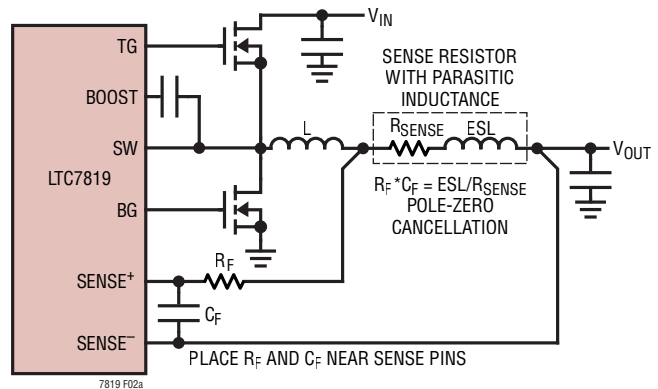 V_IN
TG
SENSE RESISTOR
WITH PARASITIC
INDUCTANCE
BOOST
R_SENSE
ESL
L
SW
V_OUT
LTC7819
R_F*C_F = ESL/R_SENSE
POLE-ZERO
CANCELLATION
BG
R_F
SENSE⁺
C_F
SENSE⁻
PLACE R_F AND C_F NEAR SENSE PINS
7819 F02a